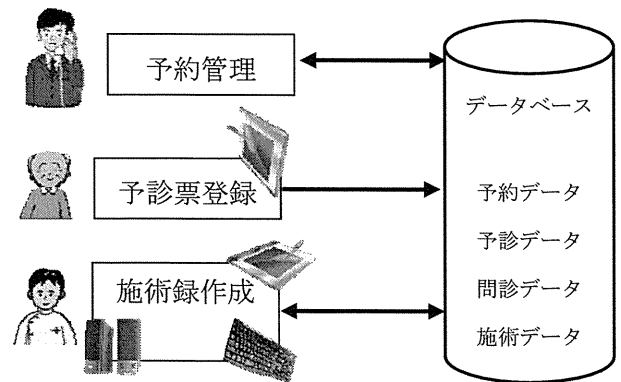 予約管理
データベース
予診票登録
予約データ
予診データ
施術録作成
問診データ
施術データ